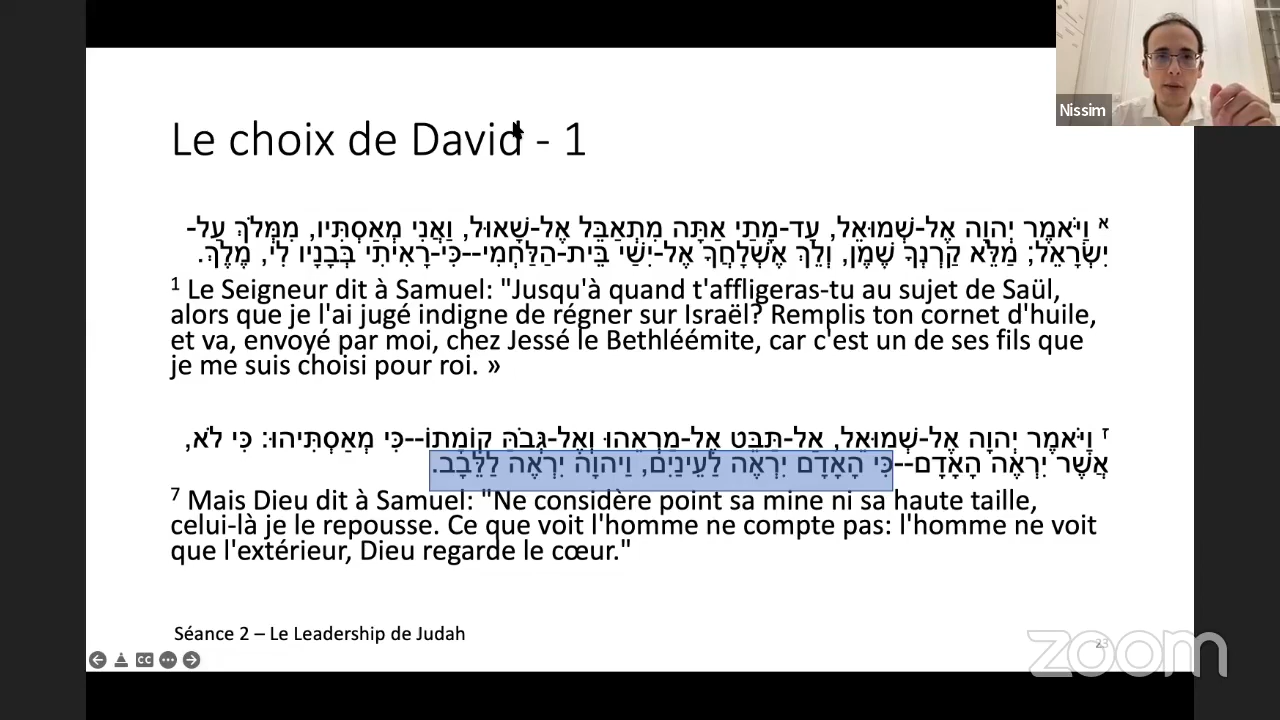 Nissim
Le choix de David - 1
א וַיֹּאמֶר יְהוָה אֶל-שְׁמוּאֵל, עַד-מָתַי אַתָּה מִתְאַבֵּל אֶל-שָׁאוּל, וַאֲנִי מְאַסְתִּיו, מִמְּלֹךְ עַל-
יִשְׂרָאֵל; מַלֵּא קַרְנְךָ שֶׁמֶן, וְלֵךְ אֶשְׁלָחֲךָ אֶל-יִשַׁי בֵּית-הַלַּחְמִי--כִּי-רָאִיתִי בְּבָנָיו לִי, מֶלֶךְ.
1 Le Seigneur dit à Samuel: "Jusqu'à quand t'affligeras-tu au sujet de Saül,
alors que je l'ai jugé indigne de régner sur Israël? Remplis ton cornet d'huile,
et va, envoyé par moi, chez Jessé le Bethléémite, car c'est un de ses fils que
je me suis choisi pour roi. »
ז וַיֹּאמֶר יְהוָה אֶל-שְׁמוּאֵל, אַל-תַּבֵּט אֶל-מַרְאֵהוּ וְאֶל-גְּבֹהַּ קוֹמָתוֹ--כִּי מְאַסְתִּיהוּ: כִּי לֹא,
אֲשֶׁר יִרְאֶה הָאָדָם--כִּי הָאָדָם יִרְאֶה לַעֵינַיִם, וַיהוָה יִרְאֶה לַלֵּבָב.
7 Mais Dieu dit à Samuel: "Ne considère point sa mine ni sa haute taille,
celui-là je le repousse. Ce que voit l'homme ne compte pas: l'homme ne voit
que l'extérieur, Dieu regarde le cœur."
Séance 2 – Le Leadership de Judah
23
CC
zoom